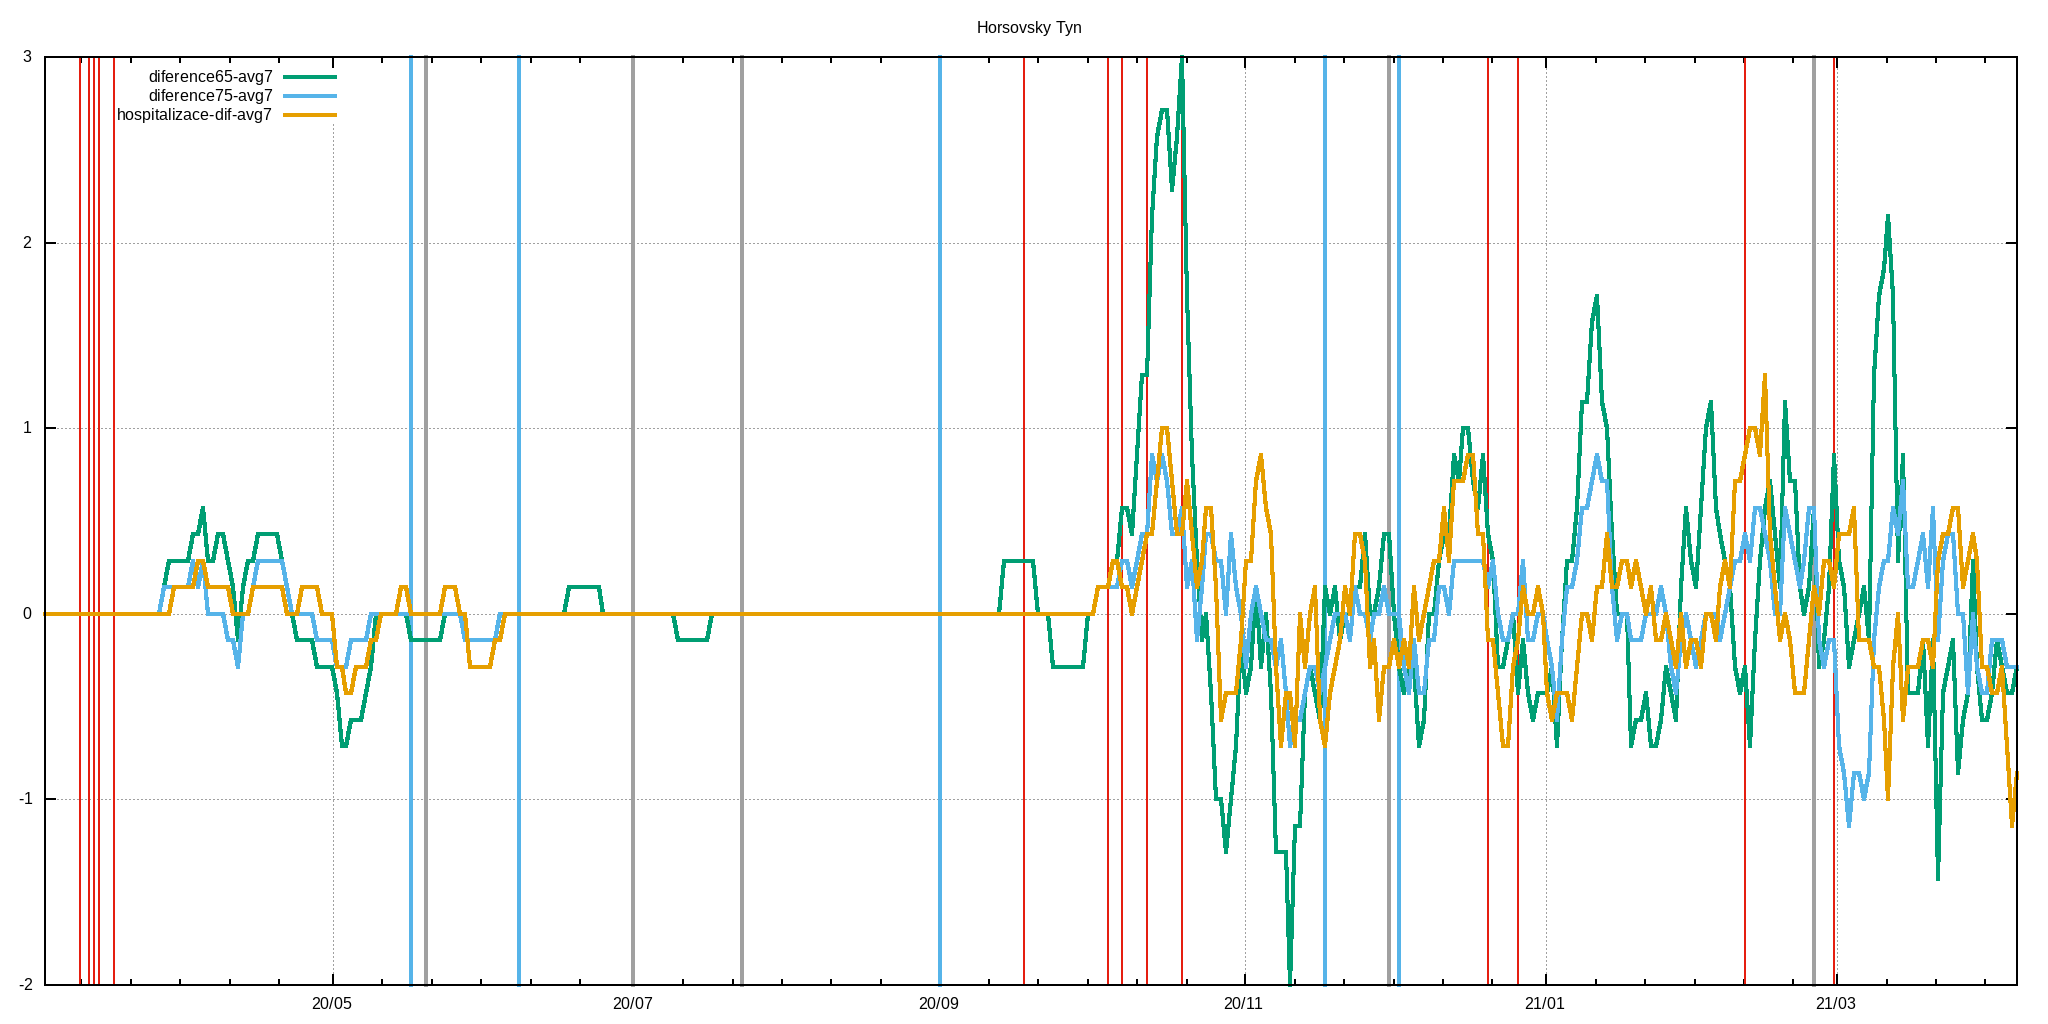 Horsovsky Tyn
3
diference65-avg7
diference75-avg7
hospitalizace-dif-avg7
2
1
0
-1
-2
20/05 20/07 20/09 20/11 21/01 21/03